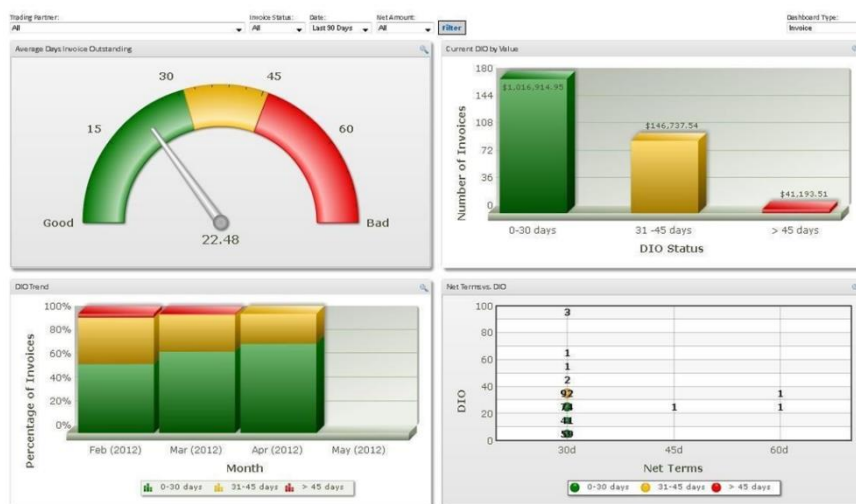 Trading Partner: Invoice Status: Date: Net Amount: Dashboard Type:
All All Last 90 Days All Filter Invoice
Average Days Invoice Outstanding
15
30
45
60
Good
Bad
22.48
Current DIO by Value
Number of Invoices
180
144
108
72
36
0
$1,016,914.95
$146,737.54
$41,193.51
0-30 days 31 -45 days > 45 days
DIO Status
DIO Trend
Percentage of Invoices
100%
80%
60%
40%
20%
0%
Feb (2012) Mar (2012) Apr (2012) May (2012)
Month
0-30 days 31-45 days > 45 days
Net Terms vs. DIO
DIO
100
80
60
40
20
0
3
1
1
2
92 1
1 1
30d 45d 60d
Net Terms
0-30 days 31-45 days > 45 days